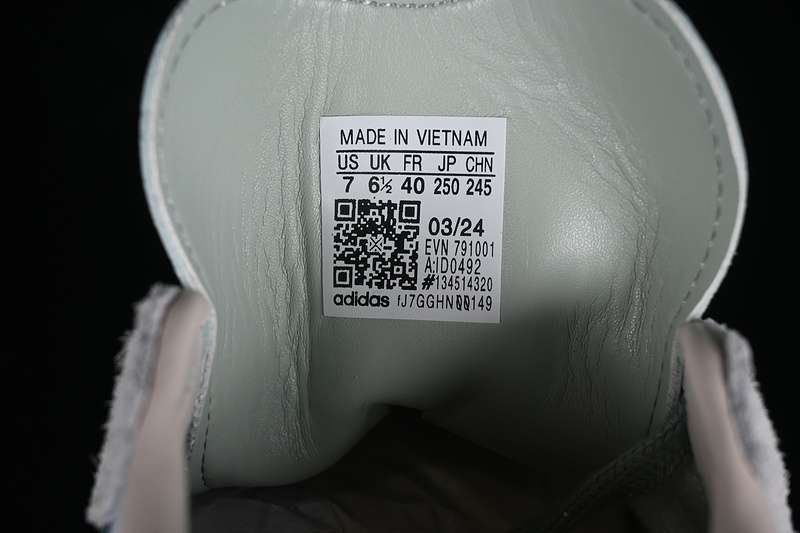 MADE IN VIETNAM
US UK FR JP CHN
7 6½ 40 250 245
03/24
EVN 791001
A:ID0492
#134514320
adidas fJ7GGHN00149